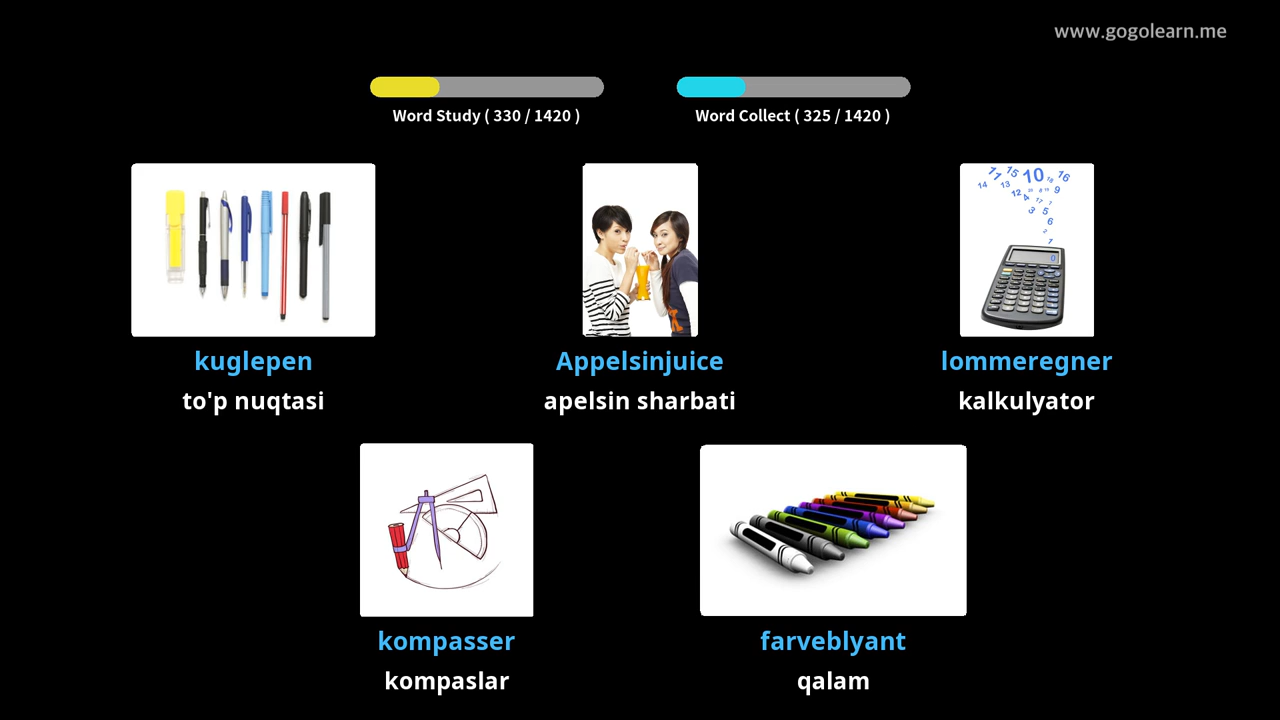 www.gogolearn.me
Word Study ( 330 / 1420 )
Word Collect ( 325 / 1420 )
kuglepen
to'p nuqtasi
Appelsinjuice
apelsin sharbati
lommeregner
kalkulyator
kompasser
kompaslar
farveblyant
qalam